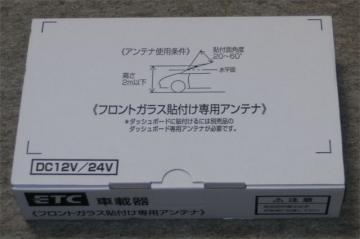 《アンテナ使用条件》
貼付面角度
20～60°
水平面
高さ
2m以下
《フロントガラス貼付け専用アンテナ》
＊ダッシュボードに貼付けるには別売品の
ダッシュボード専用アンテナが必要です。
DC12V/24V
ETC 車載器
《フロントガラス貼付け専用アンテナ》
⚠注意